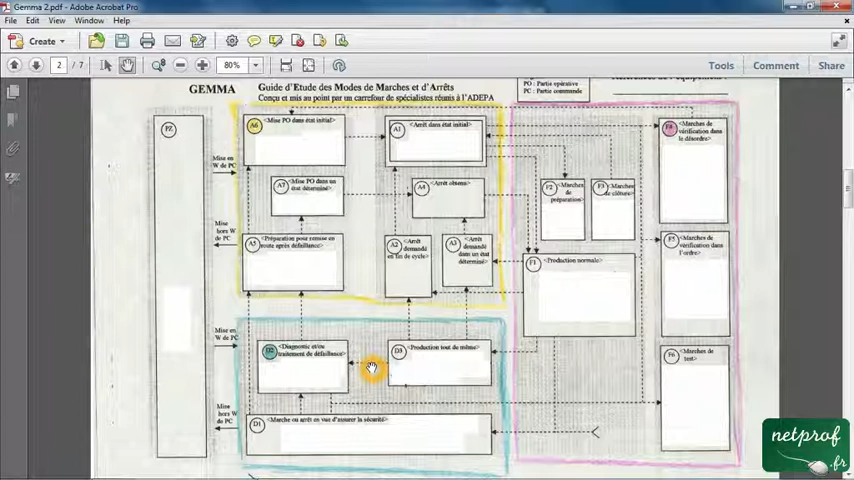 Gemma 2.pdf - Adobe Acrobat Pro
File Edit View Window Help
Create
2 / 7
80%
Tools Comment Share
GEMMA
Guide d'Etude des Modes de Marches et d'Arrêts
Conçu et mis au point par un carrefour de spécialistes réunis à l'ADEPA
PO : Partie opérative
PC : Partie commande
PZ
A6 <Mise PO dans état initial>
A1 <Arrêt dans état initial>
F4 <Marches de vérification dans le désordre>
Mise en W de PC
A7 <Mise PO dans un état déterminé>
A4 <Arrêt obtenu>
F2 <Marches de préparation>
F3 <Marches de clôture>
Mise hors W de PC
A5 <Préparation pour remise en route après défaillance>
A2 <Arrêt demandé en fin de cycle>
A3 <Arrêt demandé dans un état déterminé>
F1 <Production normale>
F5 <Marches de vérification dans l'ordre>
Mise en W de PC
D2 <Diagnostic et/ou traitement de défaillance>
D3 <Production tout de même>
F6 <Marches de test>
Mise hors W de PC
D1 <Marche ou arrêt en vue d'assurer la sécurité>
netprof
.fr